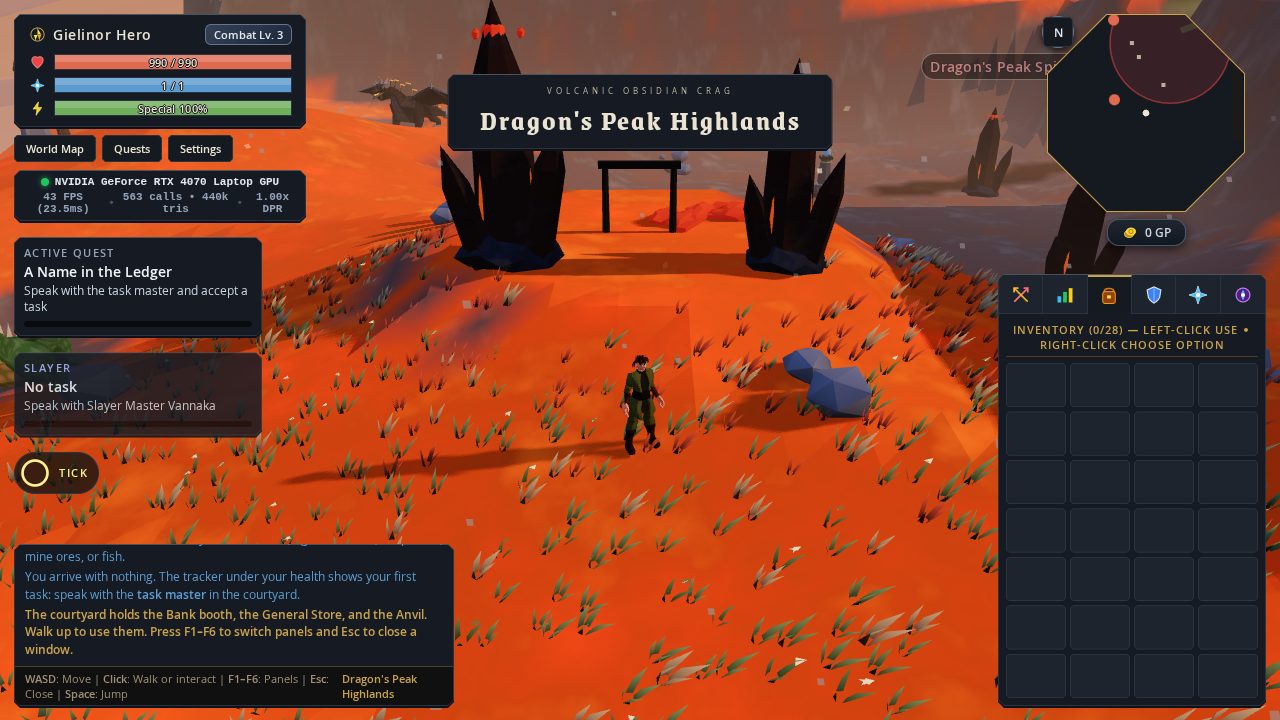 Gielinor Hero
Combat Lv. 3
990 / 990
1 / 1
Special 100%
World Map
Quests
Settings
NVIDIA GeForce RTX 4070 Laptop GPU
43 FPS (23.5ms) • 563 calls • 440k tris • 1.00x DPR
ACTIVE QUEST
A Name in the Ledger
Speak with the task master and accept a
task
SLAYER
No task
Speak with Slayer Master Vannaka
TICK
VOLCANIC OBSIDIAN CRAG
Dragon's Peak Highlands
Dragon's Peak Spi
N
0 GP
INVENTORY (0/28) — LEFT-CLICK USE •
RIGHT-CLICK CHOOSE OPTION
mine ores, or fish.
You arrive with nothing. The tracker under your health shows your first
task: speak with the task master in the courtyard.
The courtyard holds the Bank booth, the General Store, and the Anvil.
Walk up to use them. Press F1–F6 to switch panels and Esc to close a
window.
WASD: Move | Click: Walk or interact | F1–F6: Panels | Esc:
Close | Space: Jump
Dragon's Peak
Highlands